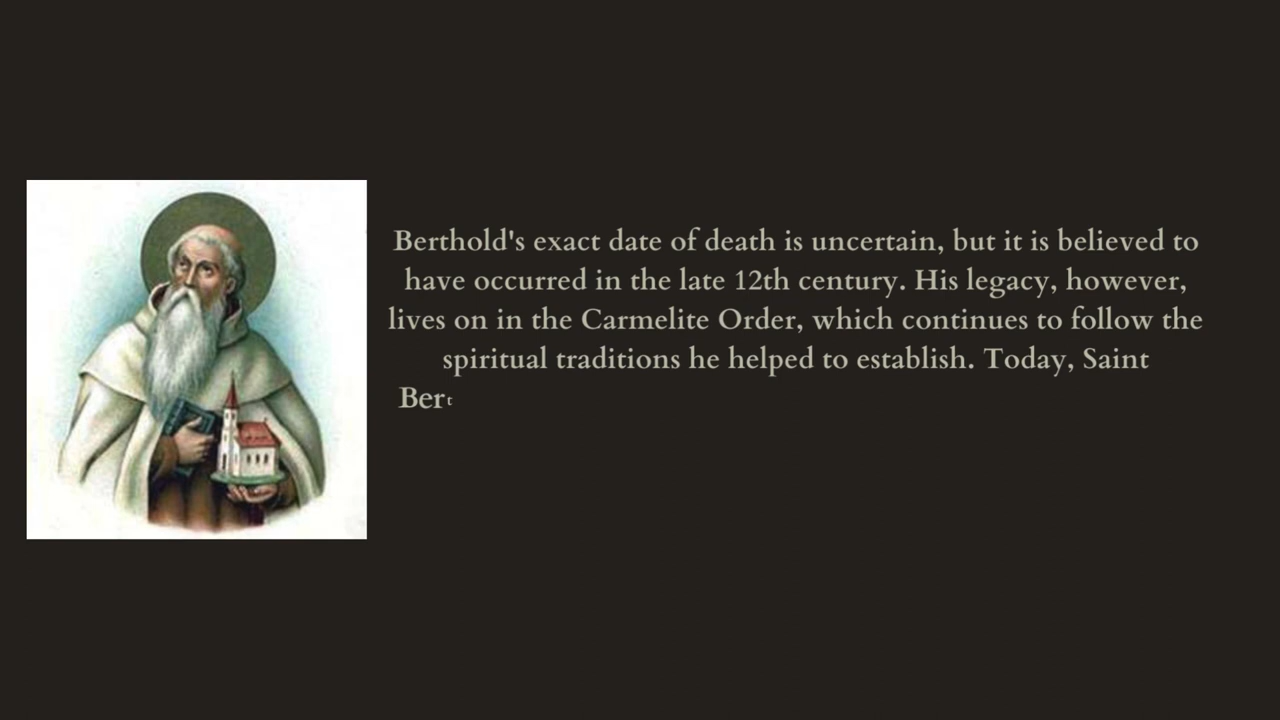 Berthold's exact date of death is uncertain, but it is believed to
have occurred in the late 12th century. His legacy, however,
lives on in the Carmelite Order, which continues to follow the
spiritual traditions he helped to establish. Today, Saint
Bert